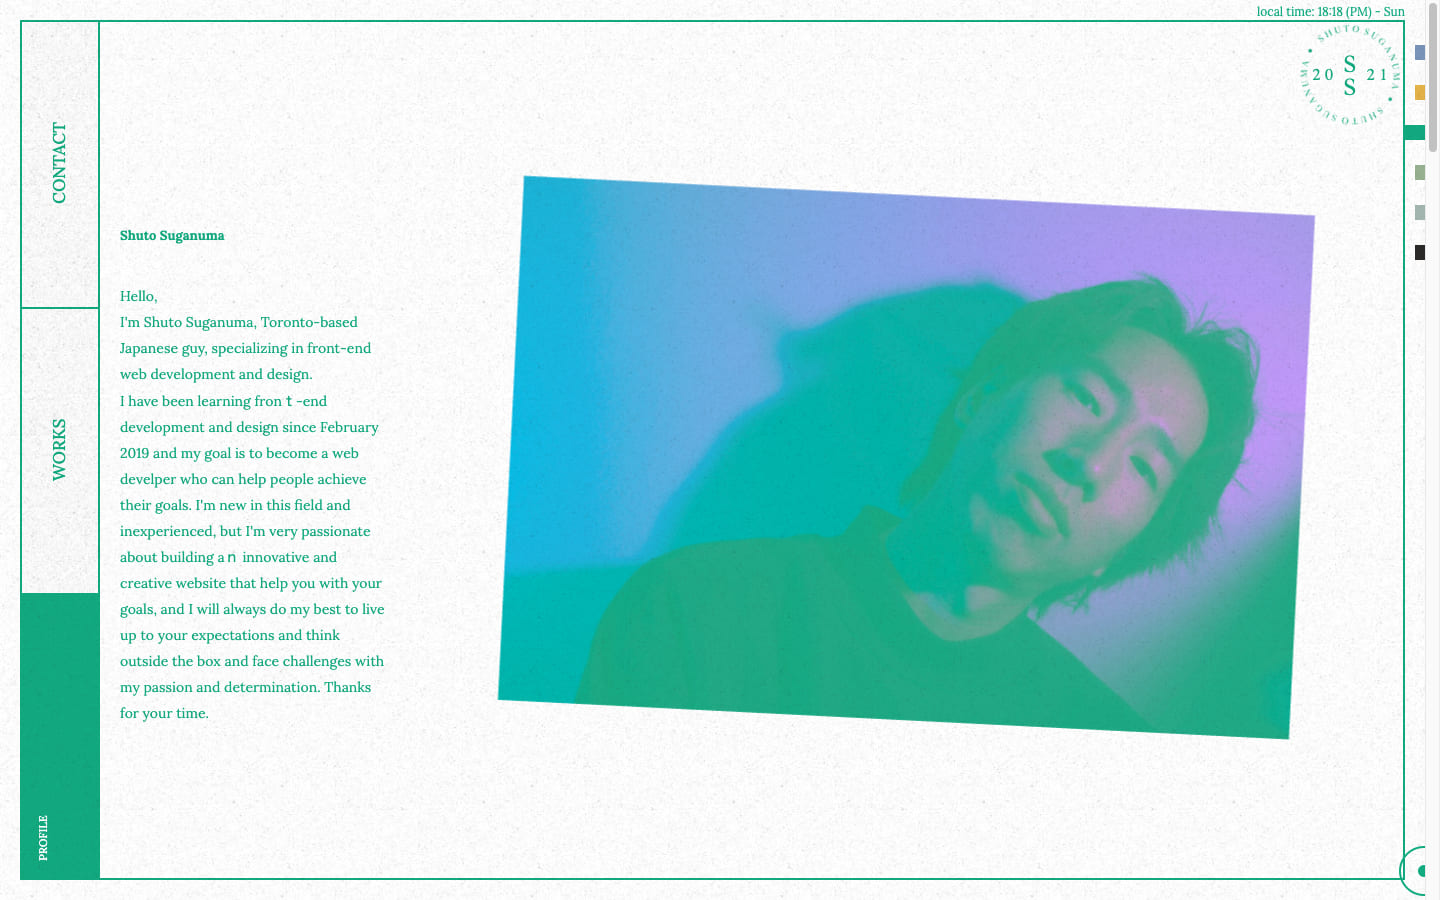 local time: 18:18 (PM) - Sun
SHUTO SUGANUMA • SHUTO SUGANUMA •
20 S S 21
CONTACT
WORKS
PROFILE
Shuto Suganuma
Hello,
I'm Shuto Suganuma, Toronto-based
Japanese guy, specializing in front-end
web development and design.
I have been learning fron t -end
development and design since February
2019 and my goal is to become a web
develper who can help people achieve
their goals. I'm new in this field and
inexperienced, but I'm very passionate
about building a n innovative and
creative website that help you with your
goals, and I will always do my best to live
up to your expectations and think
outside the box and face challenges with
my passion and determination. Thanks
for your time.